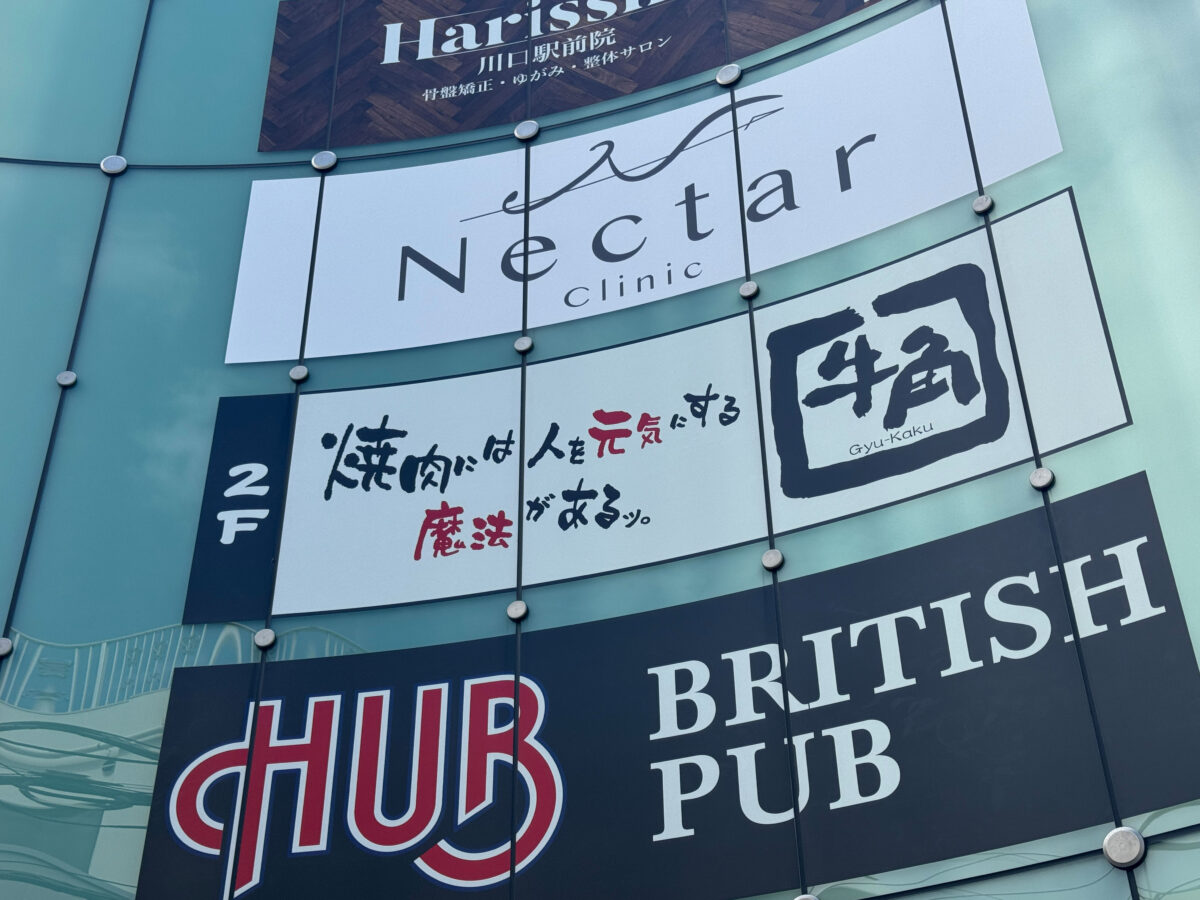 川口駅前院
骨盤矯正・ゆがみ・整体サロン
Nectar
Clinic
2F
焼肉には人を元気にする
魔法があるッ。
牛角
Gyu-Kaku
HUB
BRITISH
PUB